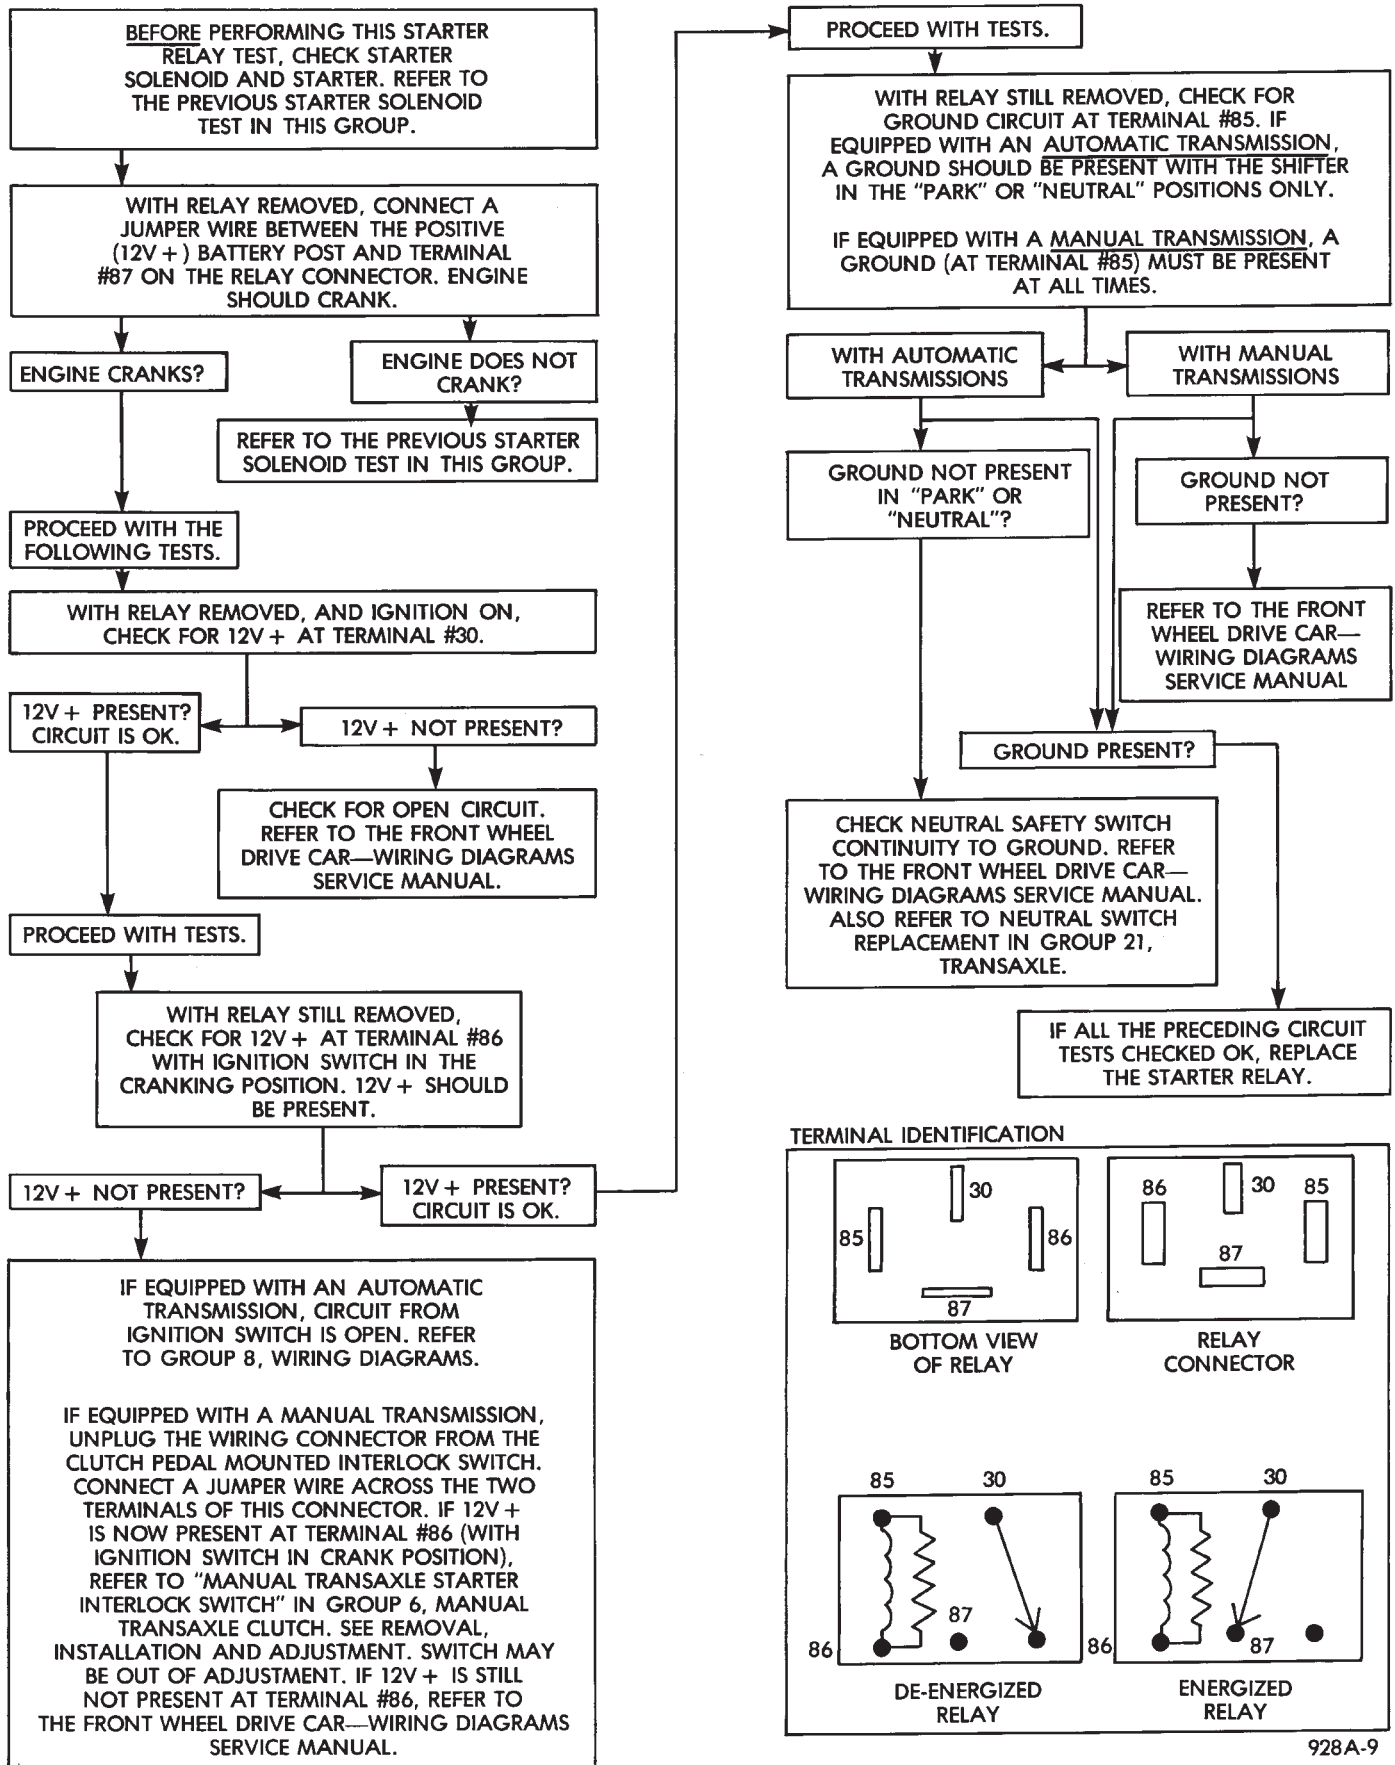 BEFORE PERFORMING THIS STARTER
RELAY TEST, CHECK STARTER
SOLENOID AND STARTER. REFER TO
THE PREVIOUS STARTER SOLENOID
TEST IN THIS GROUP.
WITH RELAY REMOVED, CONNECT A
JUMPER WIRE BETWEEN THE POSITIVE
(12V +) BATTERY POST AND TERMINAL
#87 ON THE RELAY CONNECTOR. ENGINE
SHOULD CRANK.
ENGINE CRANKS?
ENGINE DOES NOT
CRANK?
REFER TO THE PREVIOUS STARTER
SOLENOID TEST IN THIS GROUP.
PROCEED WITH THE
FOLLOWING TESTS.
WITH RELAY REMOVED, AND IGNITION ON,
CHECK FOR 12V + AT TERMINAL #30.
12V + PRESENT?
CIRCUIT IS OK.
12V + NOT PRESENT?
CHECK FOR OPEN CIRCUIT.
REFER TO THE FRONT WHEEL
DRIVE CAR—WIRING DIAGRAMS
SERVICE MANUAL.
PROCEED WITH TESTS.
WITH RELAY STILL REMOVED,
CHECK FOR 12V + AT TERMINAL #86
WITH IGNITION SWITCH IN THE
CRANKING POSITION. 12V + SHOULD
BE PRESENT.
12V + NOT PRESENT?
12V + PRESENT?
CIRCUIT IS OK.
IF EQUIPPED WITH AN AUTOMATIC
TRANSMISSION, CIRCUIT FROM
IGNITION SWITCH IS OPEN. REFER
TO GROUP 8, WIRING DIAGRAMS.
IF EQUIPPED WITH A MANUAL TRANSMISSION,
UNPLUG THE WIRING CONNECTOR FROM THE
CLUTCH PEDAL MOUNTED INTERLOCK SWITCH.
CONNECT A JUMPER WIRE ACROSS THE TWO
TERMINALS OF THIS CONNECTOR. IF 12V +
IS NOW PRESENT AT TERMINAL #86 (WITH
IGNITION SWITCH IN CRANK POSITION),
REFER TO "MANUAL TRANSAXLE STARTER
INTERLOCK SWITCH" IN GROUP 6, MANUAL
TRANSAXLE CLUTCH. SEE REMOVAL,
INSTALLATION AND ADJUSTMENT. SWITCH MAY
BE OUT OF ADJUSTMENT. IF 12V + IS STILL
NOT PRESENT AT TERMINAL #86, REFER TO
THE FRONT WHEEL DRIVE CAR—WIRING DIAGRAMS
SERVICE MANUAL.
PROCEED WITH TESTS.
WITH RELAY STILL REMOVED, CHECK FOR
GROUND CIRCUIT AT TERMINAL #85. IF
EQUIPPED WITH AN AUTOMATIC TRANSMISSION,
A GROUND SHOULD BE PRESENT WITH THE SHIFTER
IN THE "PARK" OR "NEUTRAL" POSITIONS ONLY.
IF EQUIPPED WITH A MANUAL TRANSMISSION, A
GROUND (AT TERMINAL #85) MUST BE PRESENT
AT ALL TIMES.
WITH AUTOMATIC
TRANSMISSIONS
WITH MANUAL
TRANSMISSIONS
GROUND NOT PRESENT
IN "PARK" OR
"NEUTRAL"?
GROUND NOT
PRESENT?
REFER TO THE FRONT
WHEEL DRIVE CAR—
WIRING DIAGRAMS
SERVICE MANUAL
GROUND PRESENT?
CHECK NEUTRAL SAFETY SWITCH
CONTINUITY TO GROUND. REFER
TO THE FRONT WHEEL DRIVE CAR—
WIRING DIAGRAMS SERVICE MANUAL.
ALSO REFER TO NEUTRAL SWITCH
REPLACEMENT IN GROUP 21,
TRANSAXLE.
IF ALL THE PRECEDING CIRCUIT
TESTS CHECKED OK, REPLACE
THE STARTER RELAY.
TERMINAL IDENTIFICATION
30
85
86
87
BOTTOM VIEW
OF RELAY
86
30
85
87
RELAY
CONNECTOR
85
30
87
86
DE-ENERGIZED
RELAY
85
30
86
87
ENERGIZED
RELAY
928A-9